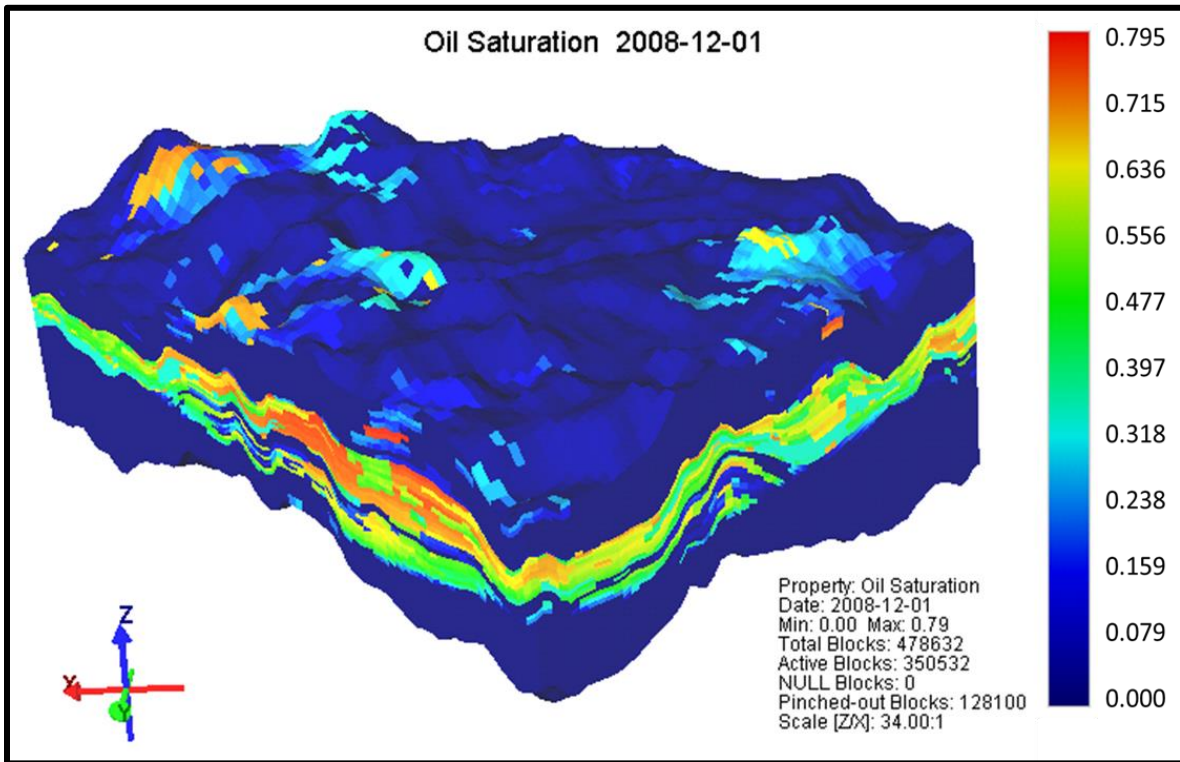 Oil Saturation 2008-12-01
0.795
0.715
0.636
0.556
0.477
0.397
0.318
0.238
0.159
0.079
0.000
Property: Oil Saturation
Date: 2008-12-01
Min: 0.00 Max: 0.79
Total Blocks: 478632
Active Blocks: 350532
NULL Blocks: 0
Pinched-out Blocks: 128100
Scale [Z/X]: 34.00:1
Z
Y